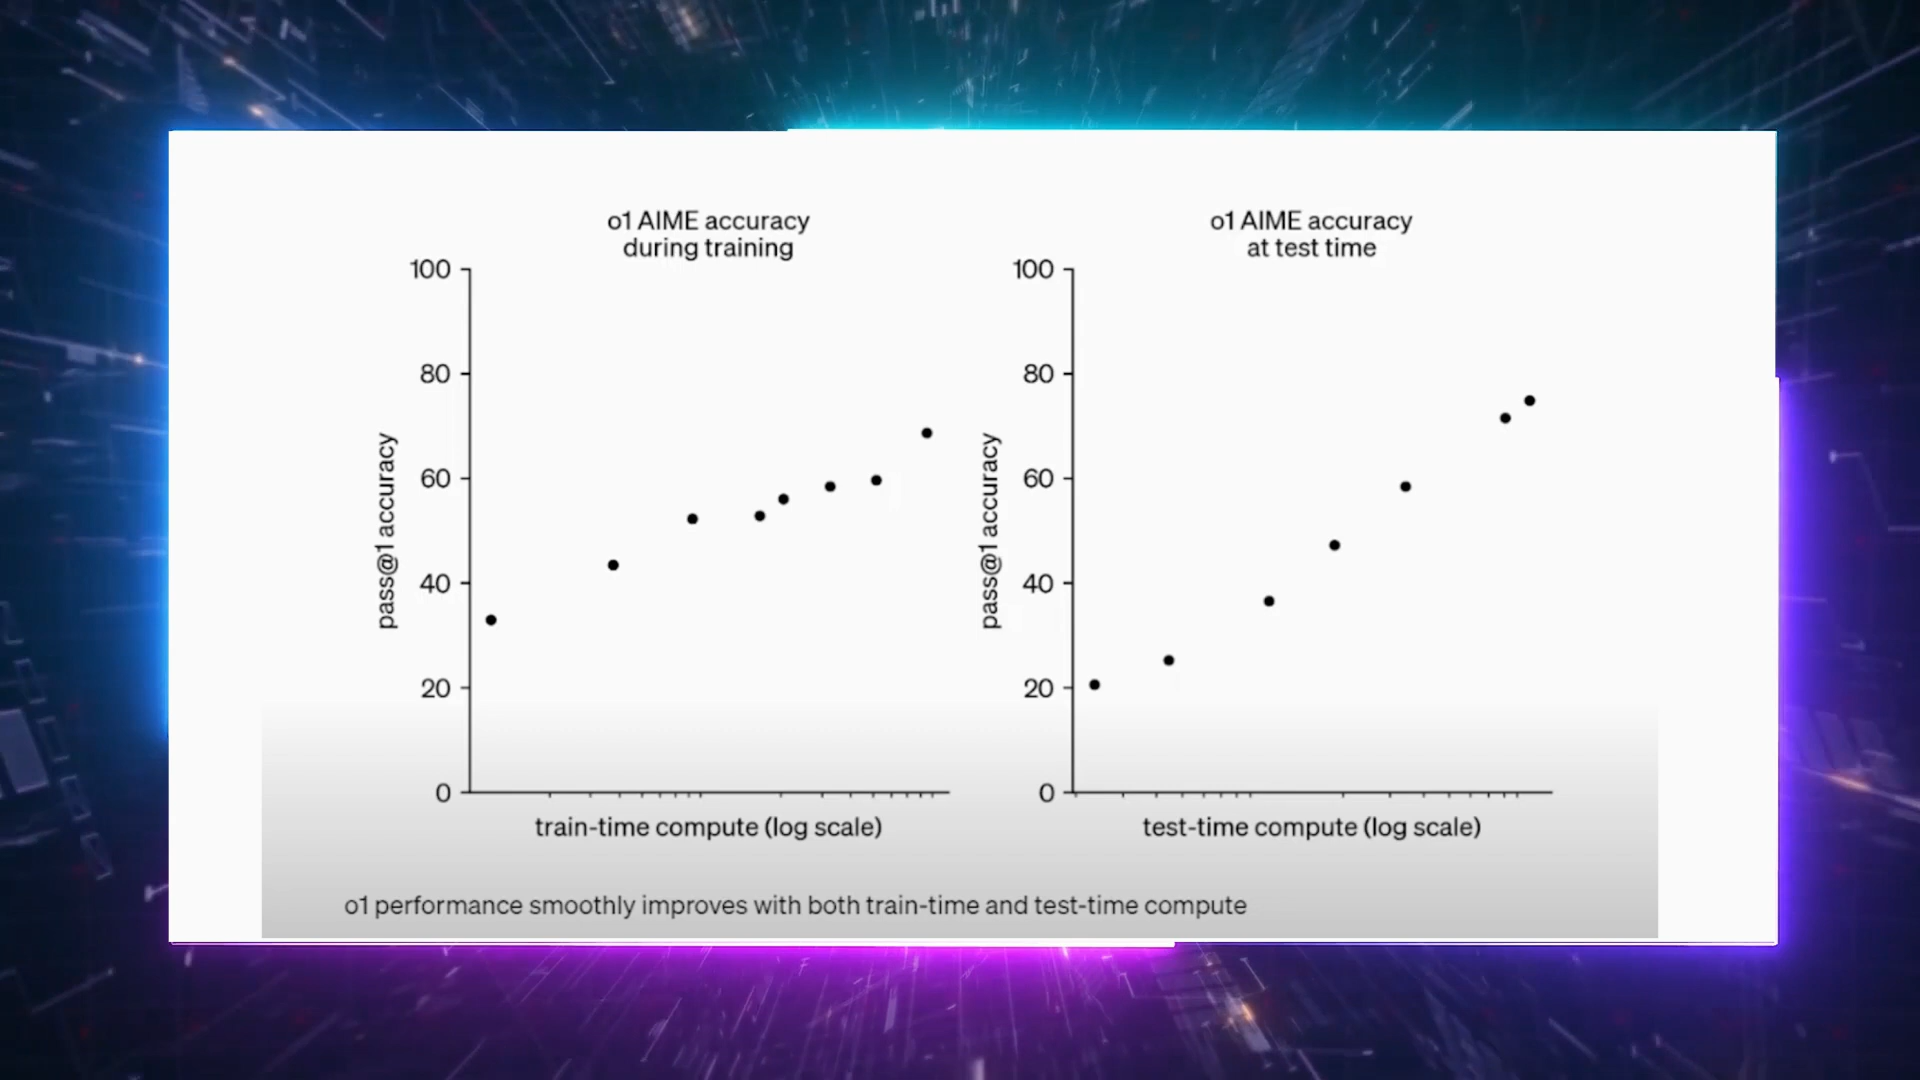 o1 AIME accuracy
during training
100
80
60
40
20
0
pass@1 accuracy
train-time compute (log scale)
o1 AIME accuracy
at test time
100
80
60
40
20
0
pass@1 accuracy
test-time compute (log scale)
o1 performance smoothly improves with both train-time and test-time compute